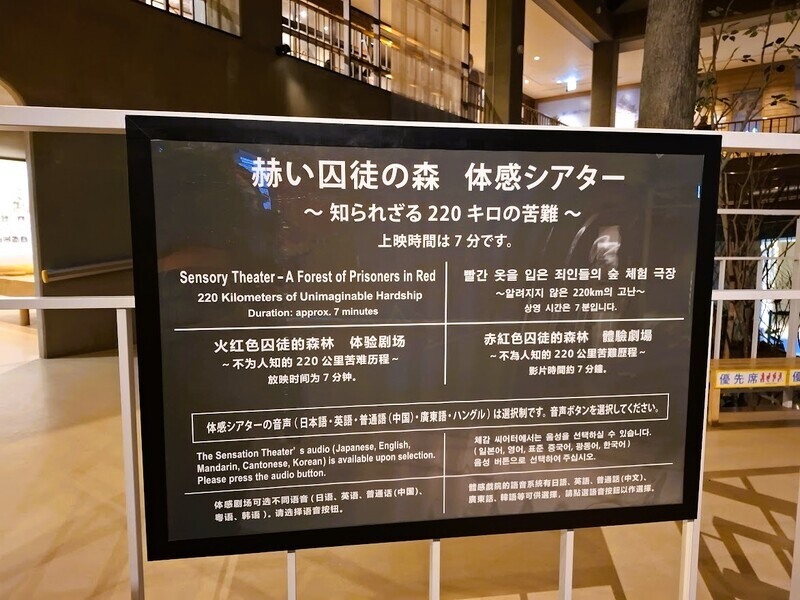 赫い囚徒の森 体感シアター
～ 知られざる 220 キロの苦難 ～
上映時間は 7 分です。
Sensory Theater – A Forest of Prisoners in Red
220 Kilometers of Unimaginable Hardship
Duration: approx. 7 minutes
빨간 옷을 입은 죄인들의 숲 체험 극장
～알려지지 않은 220km의 고난～
상영 시간은 7분입니다.
火红色囚徒的森林 体验剧场
～不为人知的 220 公里苦难历程～
放映时间为 7 分钟。
赤紅色囚徒的森林 體驗劇場
～不為人知的 220 公里苦難歷程～
影片時間約 7 分鐘。
体感シアターの音声（日本語・英語・普通語(中国)・廣東語・ハングル）は選択制です。音声ボタンを選択してください。
The Sensation Theater's audio (Japanese, English,
Mandarin, Cantonese, Korean) is available upon selection.
Please press the audio button.
체감 씨어터에서는 음성을 선택하실 수 있습니다.
( 일본어, 영어, 표준 중국어, 광동어, 한국어 )
음성 버튼으로 선택하여 주십시오.
体感剧场可选不同语音 (日语、英语、普通话(中国)、
粤语、韩语 )。请选择语音按钮。
體感戲院的語音系統有日語、英語、普通話(中文)、
廣東話、韓語等可供選擇，請點選語音按鈕以作選擇。
優先席
優先席